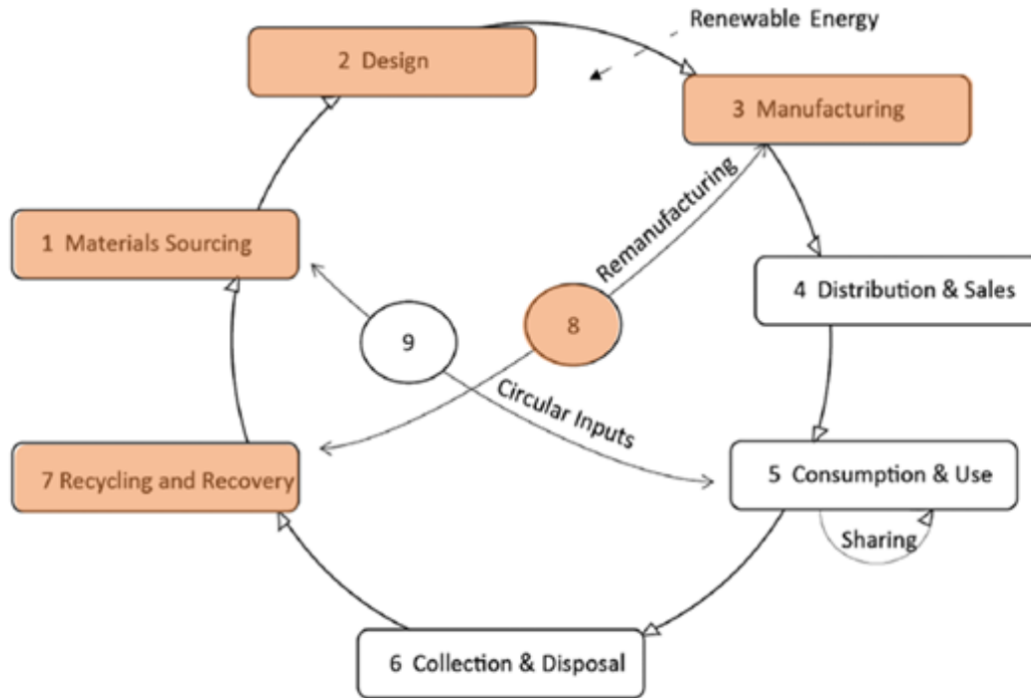 Renewable Energy
2 Design
3 Manufacturing
Remanufacturing
1 Materials Sourcing
4 Distribution & Sales
8
9
Circular Inputs
7 Recycling and Recovery
5 Consumption & Use
Sharing
6 Collection & Disposal